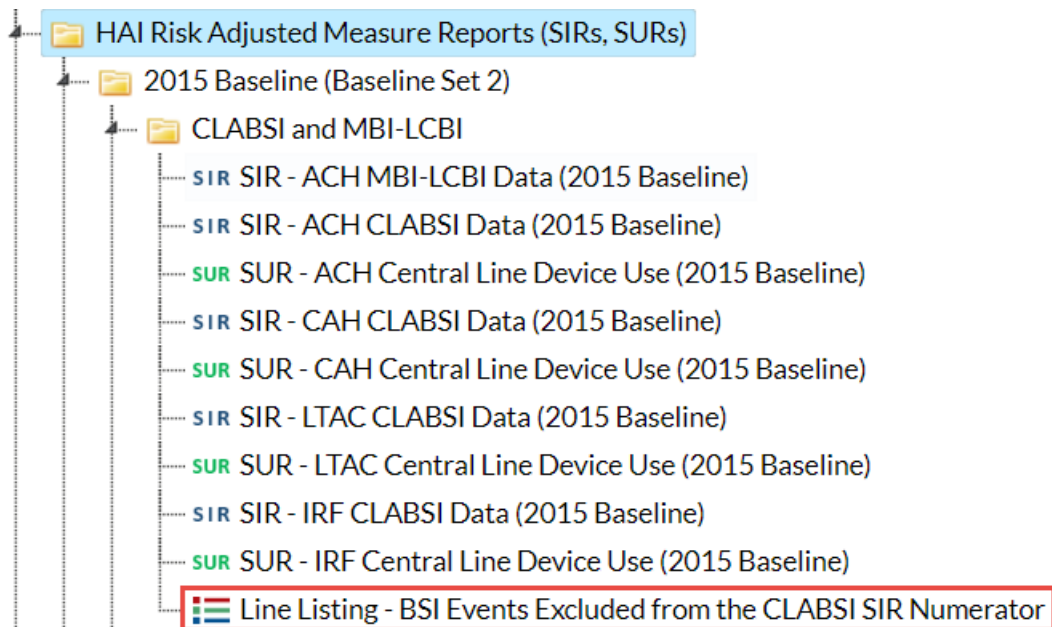 HAI Risk Adjusted Measure Reports (SIRs, SURs)
2015 Baseline (Baseline Set 2)
CLABSI and MBI-LCBI
SIR SIR - ACH MBI-LCBI Data (2015 Baseline)
SIR SIR - ACH CLABSI Data (2015 Baseline)
SUR SUR - ACH Central Line Device Use (2015 Baseline)
SIR SIR - CAH CLABSI Data (2015 Baseline)
SUR SUR - CAH Central Line Device Use (2015 Baseline)
SIR SIR - LTAC CLABSI Data (2015 Baseline)
SUR SUR - LTAC Central Line Device Use (2015 Baseline)
SIR SIR - IRF CLABSI Data (2015 Baseline)
SUR SUR - IRF Central Line Device Use (2015 Baseline)
Line Listing - BSI Events Excluded from the CLABSI SIR Numerator